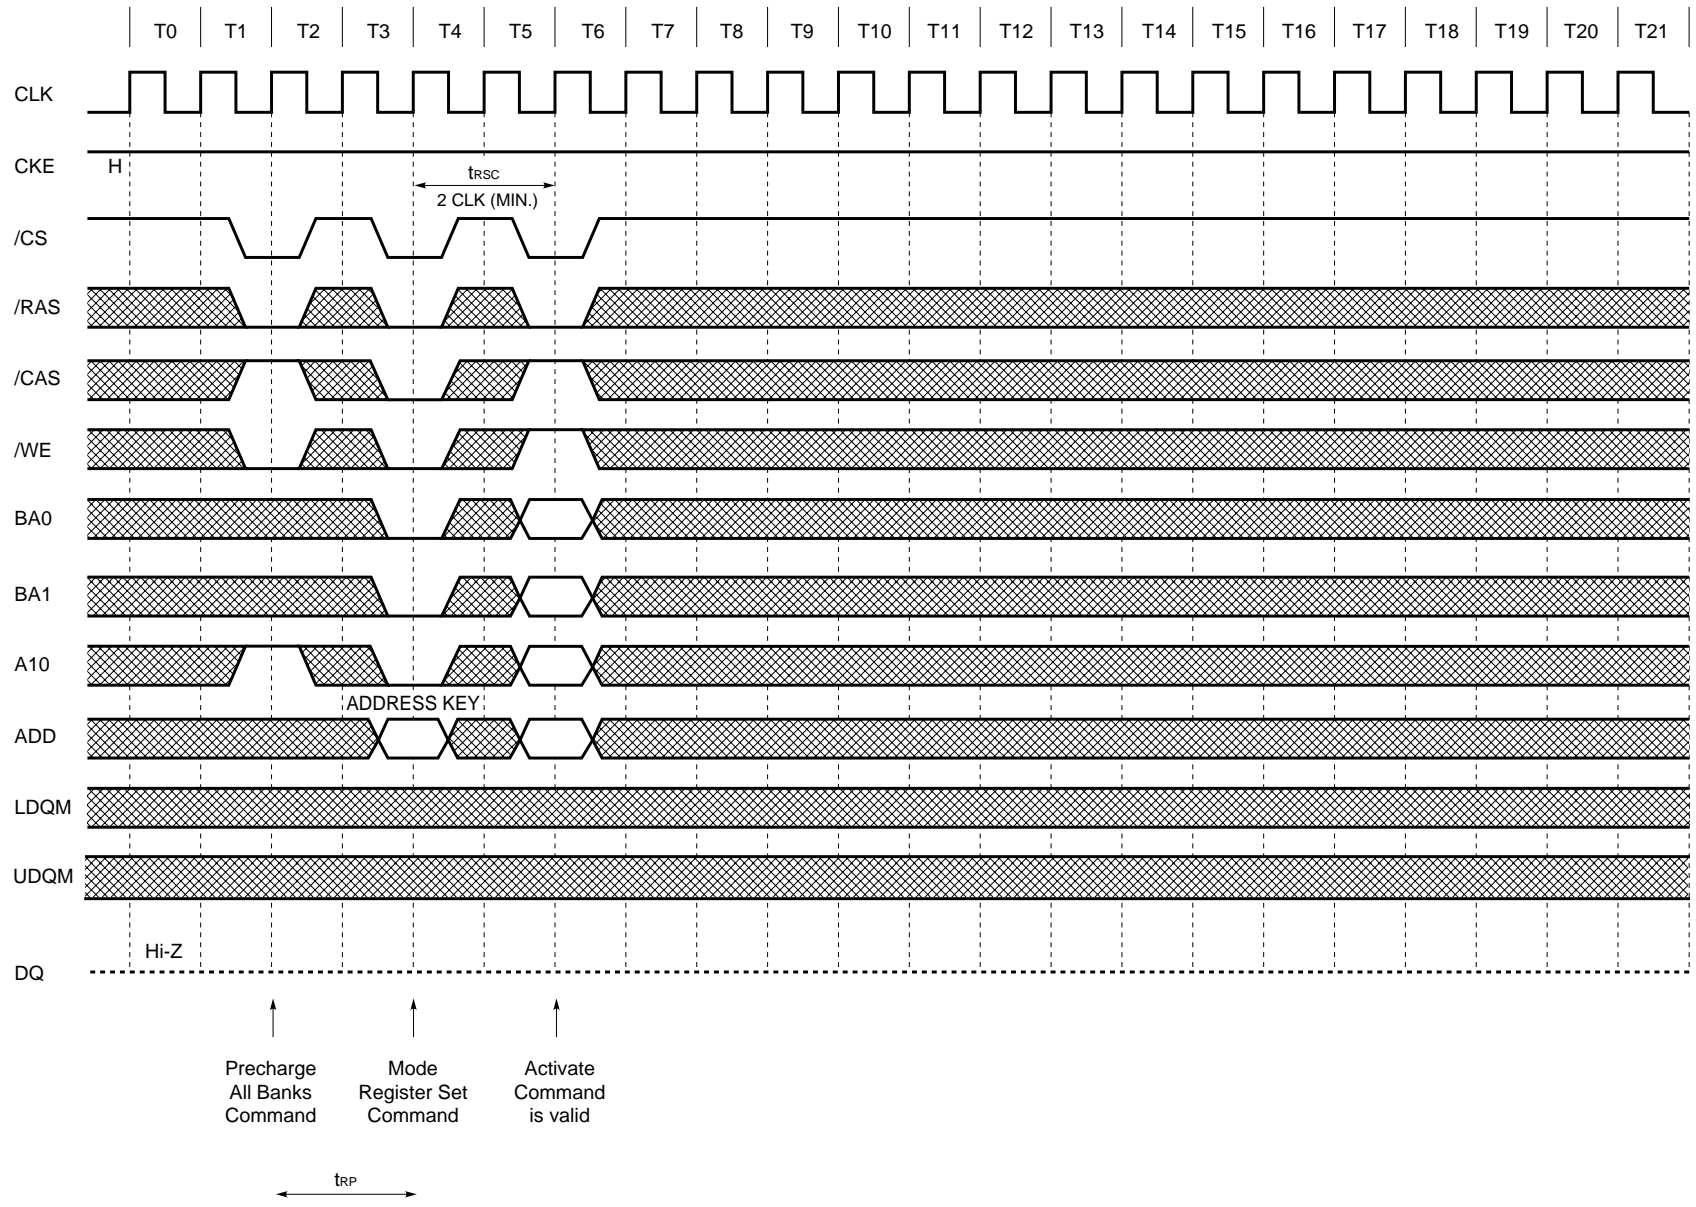 T0 T1 T2 T3 T4 T5 T6 T7 T8 T9 T10 T11 T12 T13 T14 T15 T16 T17 T18 T19 T20 T21
CLK
CKE H
tRSC
2 CLK (MIN.)
/CS
/RAS
/CAS
/WE
BA0
BA1
A10
ADDRESS KEY
ADD
LDQM
UDQM
Hi-Z
DQ
Precharge
All Banks
Command
Mode
Register Set
Command
Activate
Command
is valid
tRP